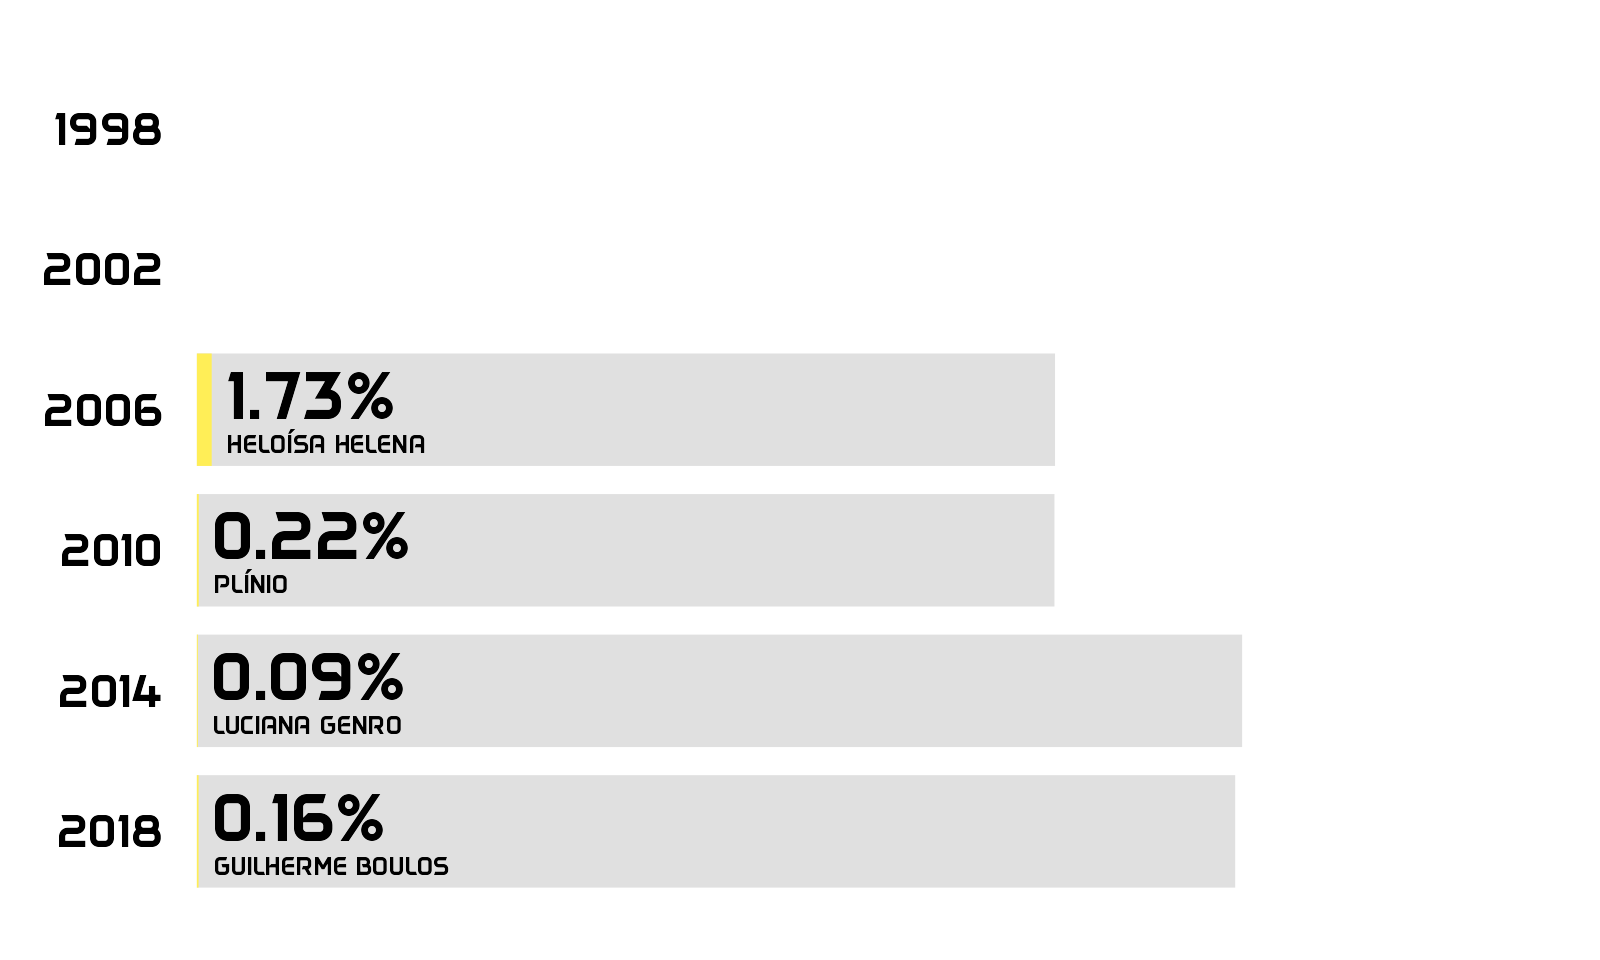 1998
2002
2006
1.73%
HELOÍSA HELENA
2010
0.22%
PLÍNIO
2014
0.09%
LUCIANA GENRO
2018
0.16%
GUILHERME BOULOS